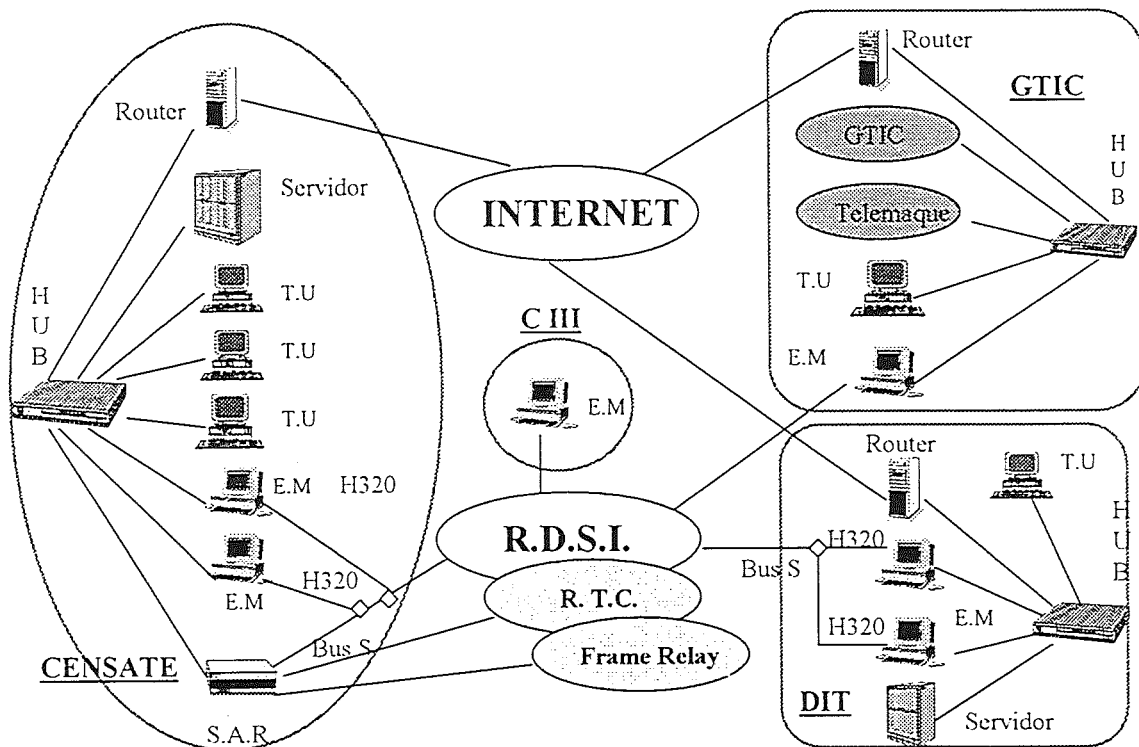 Router
Servidor
T.U
T.U
T.U
H
U
B
E.M
H320
E.M
H320
Bus S
CENSATE
S.A.R
INTERNET
C III
E.M
R.D.S.I.
R. T.C.
Frame Relay
Router
GTIC
GTIC
Telemaque
H
U
B
T.U
E.M
Router
T.U
H
U
B
H320
Bus S
H320
E.M
DIT
Servidor